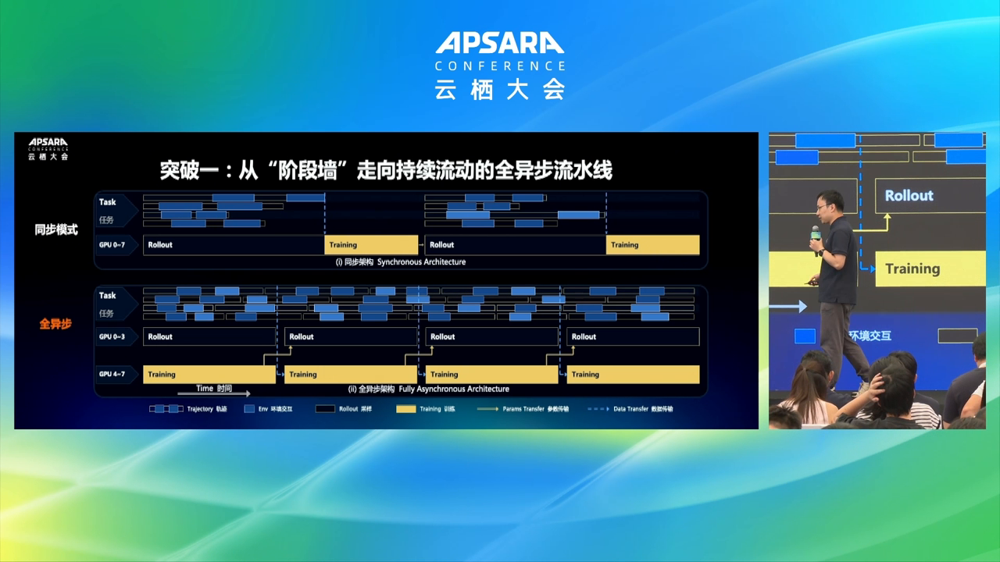 APSARA
CONFERENCE
云栖大会
APSARA
CONFERENCE
云栖大会
突破一：从“阶段墙”走向持续流动的全异步流水线
同步模式
Task
任务
GPU 0~7
Rollout
Training
Rollout
Training
(i) 同步架构 Synchronous Architecture
全异步
Task
任务
GPU 0~3
Rollout
Rollout
Rollout
Rollout
GPU 4~7
Training
Training
Training
Training
Time 时间
(ii) 全异步架构 Fully Asynchronous Architecture
Trajectory 轨迹
Env 环境交互
Rollout 采样
Training 训练
Params Transfer 参数传输
Data Transfer 数据传输
Rollout
Training
环境交互